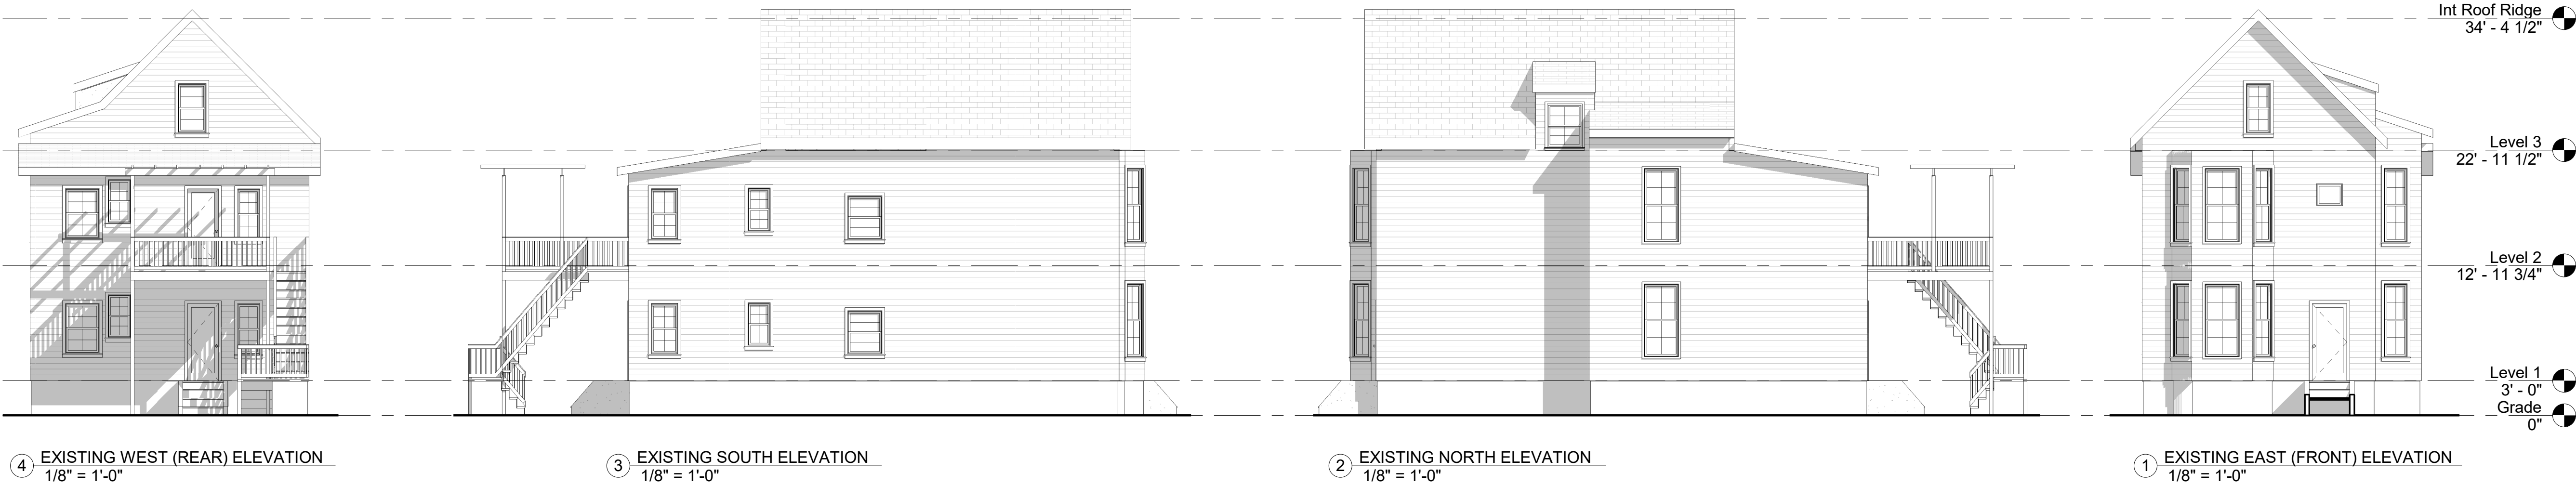 Int Roof Ridge
34' - 4 1/2"
Level 3
22' - 11 1/2"
Level 2
12' - 11 3/4"
Level 1
3' - 0"
Grade
0"
4 EXISTING WEST (REAR) ELEVATION
1/8" = 1'-0"
3 EXISTING SOUTH ELEVATION
1/8" = 1'-0"
2 EXISTING NORTH ELEVATION
1/8" = 1'-0"
1 EXISTING EAST (FRONT) ELEVATION
1/8" = 1'-0"